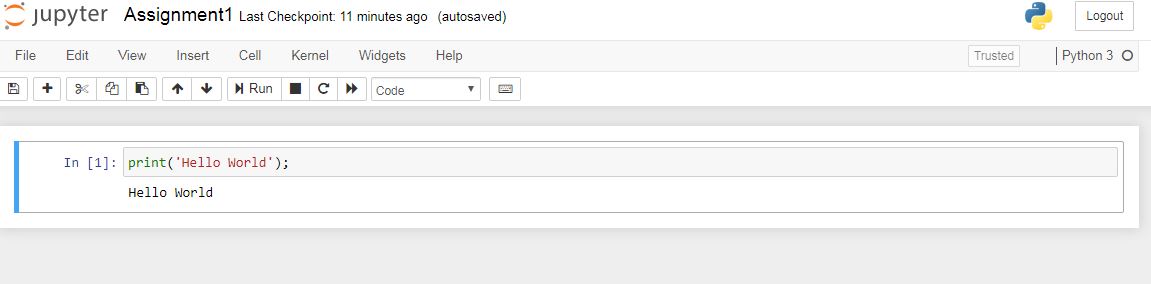 jupyter Assignment1 Last Checkpoint: 11 minutes ago (autosaved) Logout
File Edit View Insert Cell Kernel Widgets Help Trusted Python 3
Run Code
In [1]: print('Hello World');
Hello World